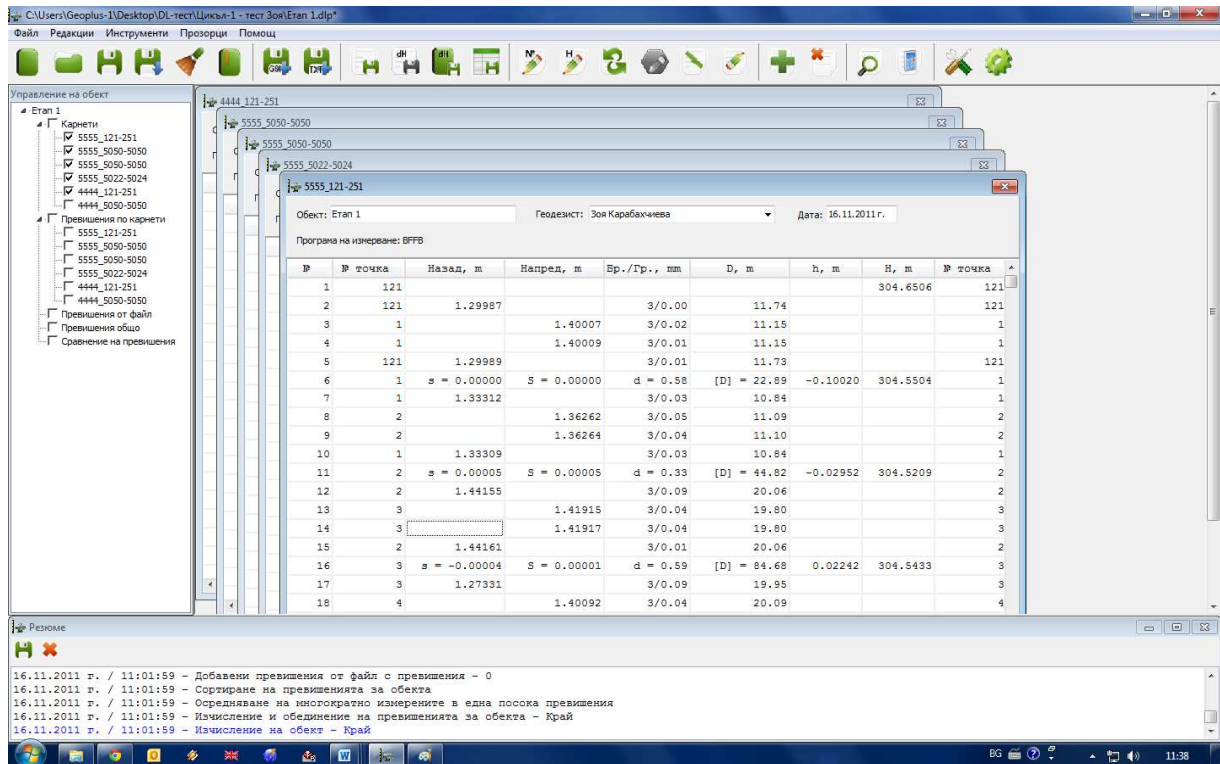 C:\Users\Geoplus-1\Desktop\DL-тест\Цикъл-1 - тест Зоя\Етап 1.dlp*
Файл Редакции Инструменти Прозорци Помощ
GSI TXT dH dH № H
Управление на обект
Етап 1
Карнети
5555_121-251
5555_5050-5050
5555_5050-5050
5555_5022-5024
4444_121-251
4444_5050-5050
Превишения по карнети
5555_121-251
5555_5050-5050
5555_5050-5050
5555_5022-5024
4444_121-251
4444_5050-5050
Превишения от файл
Превишения общо
Сравнение на превишения
4444_121-251
5555_5050-5050
5555_5050-5050
5555_5022-5024
5555_121-251
Обект: Етап 1 Геодезист: Зоя Карабахчиева Дата: 16.11.2011 г.
Програма на измерване: BFFB
№ № точка Назад, m Напред, m Бр./Гр., mm D, m h, m H, m № точка
1 121 304.6506 121
2 121 1.29987 3/0.00 11.74 121
3 1 1.40007 3/0.02 11.15 1
4 1 1.40009 3/0.01 11.15 1
5 121 1.29989 3/0.01 11.73 121
6 1 s = 0.00000 S = 0.00000 d = 0.58 [D] = 22.89 -0.10020 304.5504 1
7 1 1.33312 3/0.03 10.84 1
8 2 1.36262 3/0.05 11.09 2
9 2 1.36264 3/0.04 11.10 2
10 1 1.33309 3/0.03 10.84 1
11 2 s = 0.00005 S = 0.00005 d = 0.33 [D] = 44.82 -0.02952 304.5209 2
12 2 1.44155 3/0.09 20.06 2
13 3 1.41915 3/0.04 19.80 3
14 3 1.41917 3/0.04 19.80 3
15 2 1.44161 3/0.01 20.06 2
16 3 s = -0.00004 S = 0.00001 d = 0.59 [D] = 84.68 0.02242 304.5433 3
17 3 1.27331 3/0.09 19.95 3
18 4 1.40092 3/0.04 20.09 4
Резюме
16.11.2011 г. / 11:01:59 - Добавени превишения от файл с превишения - 0
16.11.2011 г. / 11:01:59 - Сортиране на превишенията за обекта
16.11.2011 г. / 11:01:59 - Осредняване на многократно измерените в една посока превишения
16.11.2011 г. / 11:01:59 - Изчисление и обединение на превишенията за обекта - Край
16.11.2011 г. / 11:01:59 - Изчисление на обект - Край
BG 11:38